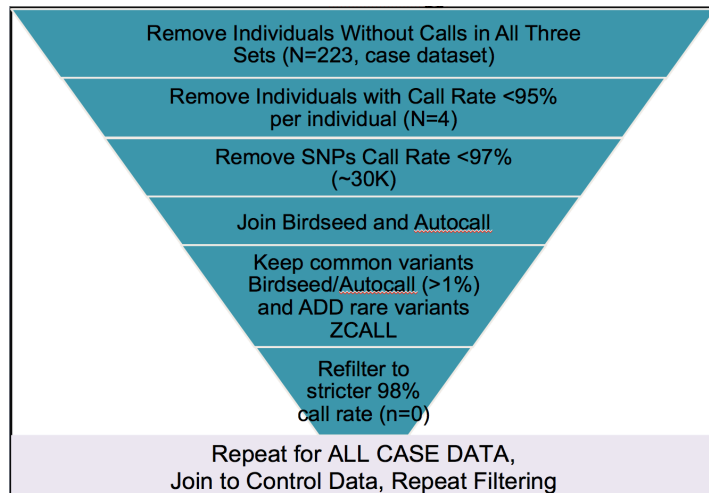 Remove Individuals Without Calls in All Three
Sets (N=223, case dataset)
Remove Individuals with Call Rate <95%
per individual (N=4)
Remove SNPs Call Rate <97%
(~30K)
Join Birdseed and Autocall
Keep common variants
Birdseed/Autocall (>1%)
and ADD rare variants
ZCALL
Refilter to
stricter 98%
call rate (n=0)
Repeat for ALL CASE DATA,
Join to Control Data, Repeat Filtering